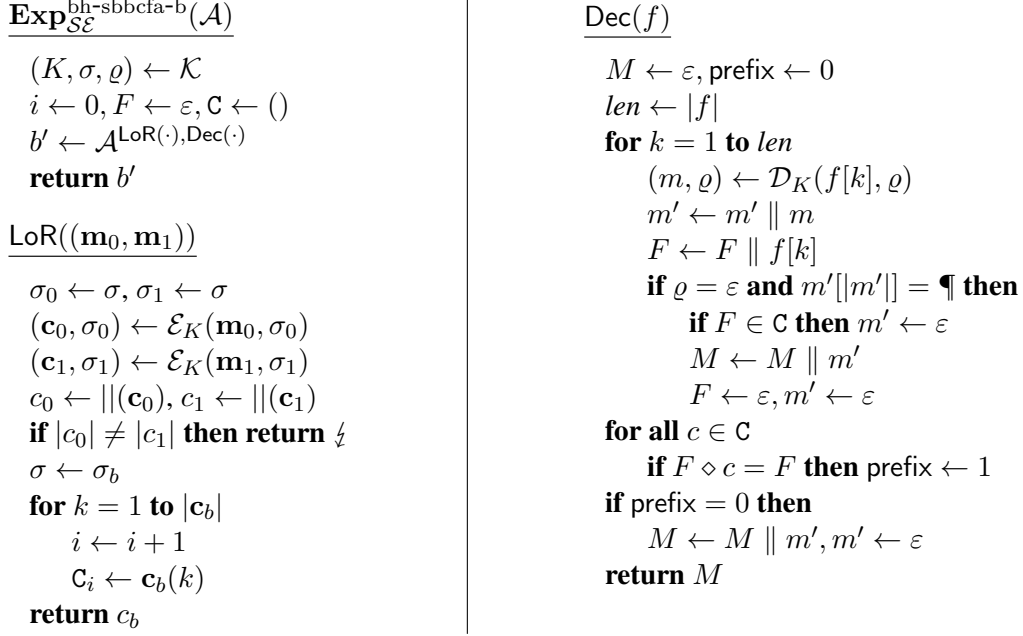 Exp^{bh-sbbcfa-b}_{𝒮ℰ}(𝒜)
(K, σ, ϱ) ← 𝒦
i ← 0, F ← ε, C ← ()
b′ ← 𝒜^{LoR(·),Dec(·)}
return b′
LoR((m_0, m_1))
σ_0 ← σ, σ_1 ← σ
(c_0, σ_0) ← ℰ_K(m_0, σ_0)
(c_1, σ_1) ← ℰ_K(m_1, σ_1)
c_0 ← ||(c_0), c_1 ← ||(c_1)
if |c_0| ≠ |c_1| then return ↯
σ ← σ_b
for k = 1 to |c_b|
i ← i + 1
C_i ← c_b(k)
return c_b
Dec(f)
M ← ε, prefix ← 0
len ← |f|
for k = 1 to len
(m, ϱ) ← 𝒟_K(f[k], ϱ)
m′ ← m′ ∥ m
F ← F ∥ f[k]
if ϱ = ε and m′[|m′|] = ¶ then
if F ∈ C then m′ ← ε
M ← M ∥ m′
F ← ε, m′ ← ε
for all c ∈ C
if F ⋄ c = F then prefix ← 1
if prefix = 0 then
M ← M ∥ m′, m′ ← ε
return M